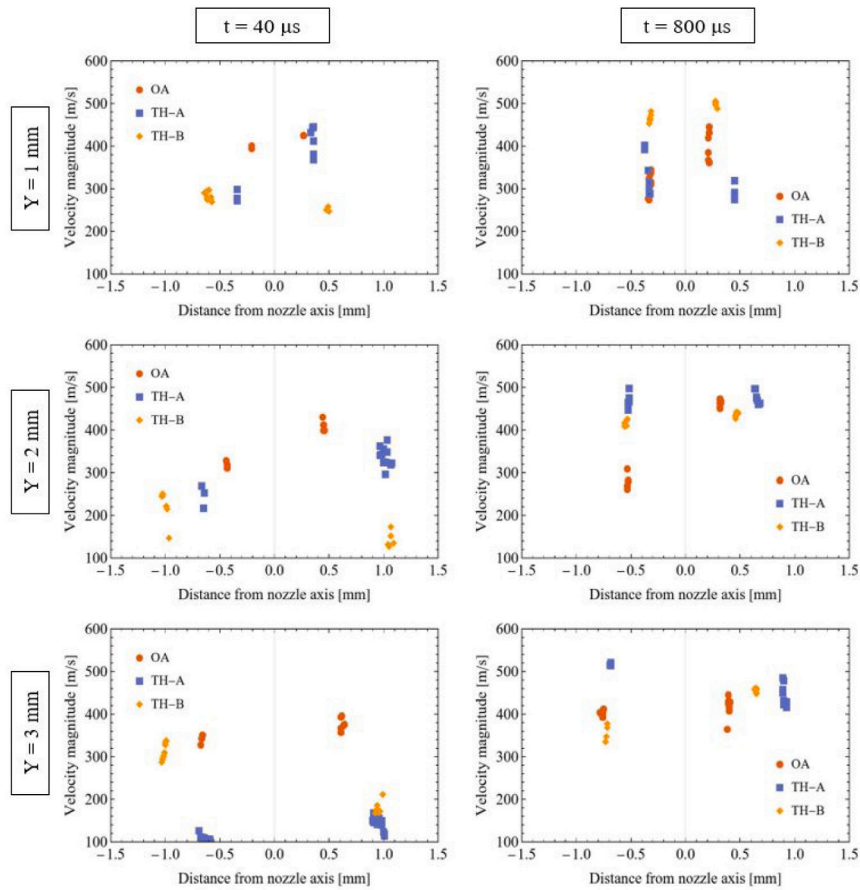 t = 40 μs
t = 800 μs
Y = 1 mm
Velocity magnitude [m/s]
600
500
400
300
200
100
OA
TH−A
TH−B
−1.5 −1.0 −0.5 0.0 0.5 1.0 1.5
Distance from nozzle axis [mm]
Velocity magnitude [m/s]
600
500
400
300
200
100
OA
TH−A
TH−B
−1.5 −1.0 −0.5 0.0 0.5 1.0 1.5
Distance from nozzle axis [mm]
Y = 2 mm
Velocity magnitude [m/s]
600
500
400
300
200
100
OA
TH−A
TH−B
−1.5 −1.0 −0.5 0.0 0.5 1.0 1.5
Distance from nozzle axis [mm]
Velocity magnitude [m/s]
600
500
400
300
200
100
OA
TH−A
TH−B
−1.5 −1.0 −0.5 0.0 0.5 1.0 1.5
Distance from nozzle axis [mm]
Y = 3 mm
Velocity magnitude [m/s]
600
500
400
300
200
100
OA
TH−A
TH−B
−1.5 −1.0 −0.5 0.0 0.5 1.0 1.5
Distance from nozzle axis [mm]
Velocity magnitude [m/s]
600
500
400
300
200
100
OA
TH−A
TH−B
−1.5 −1.0 −0.5 0.0 0.5 1.0 1.5
Distance from nozzle axis [mm]